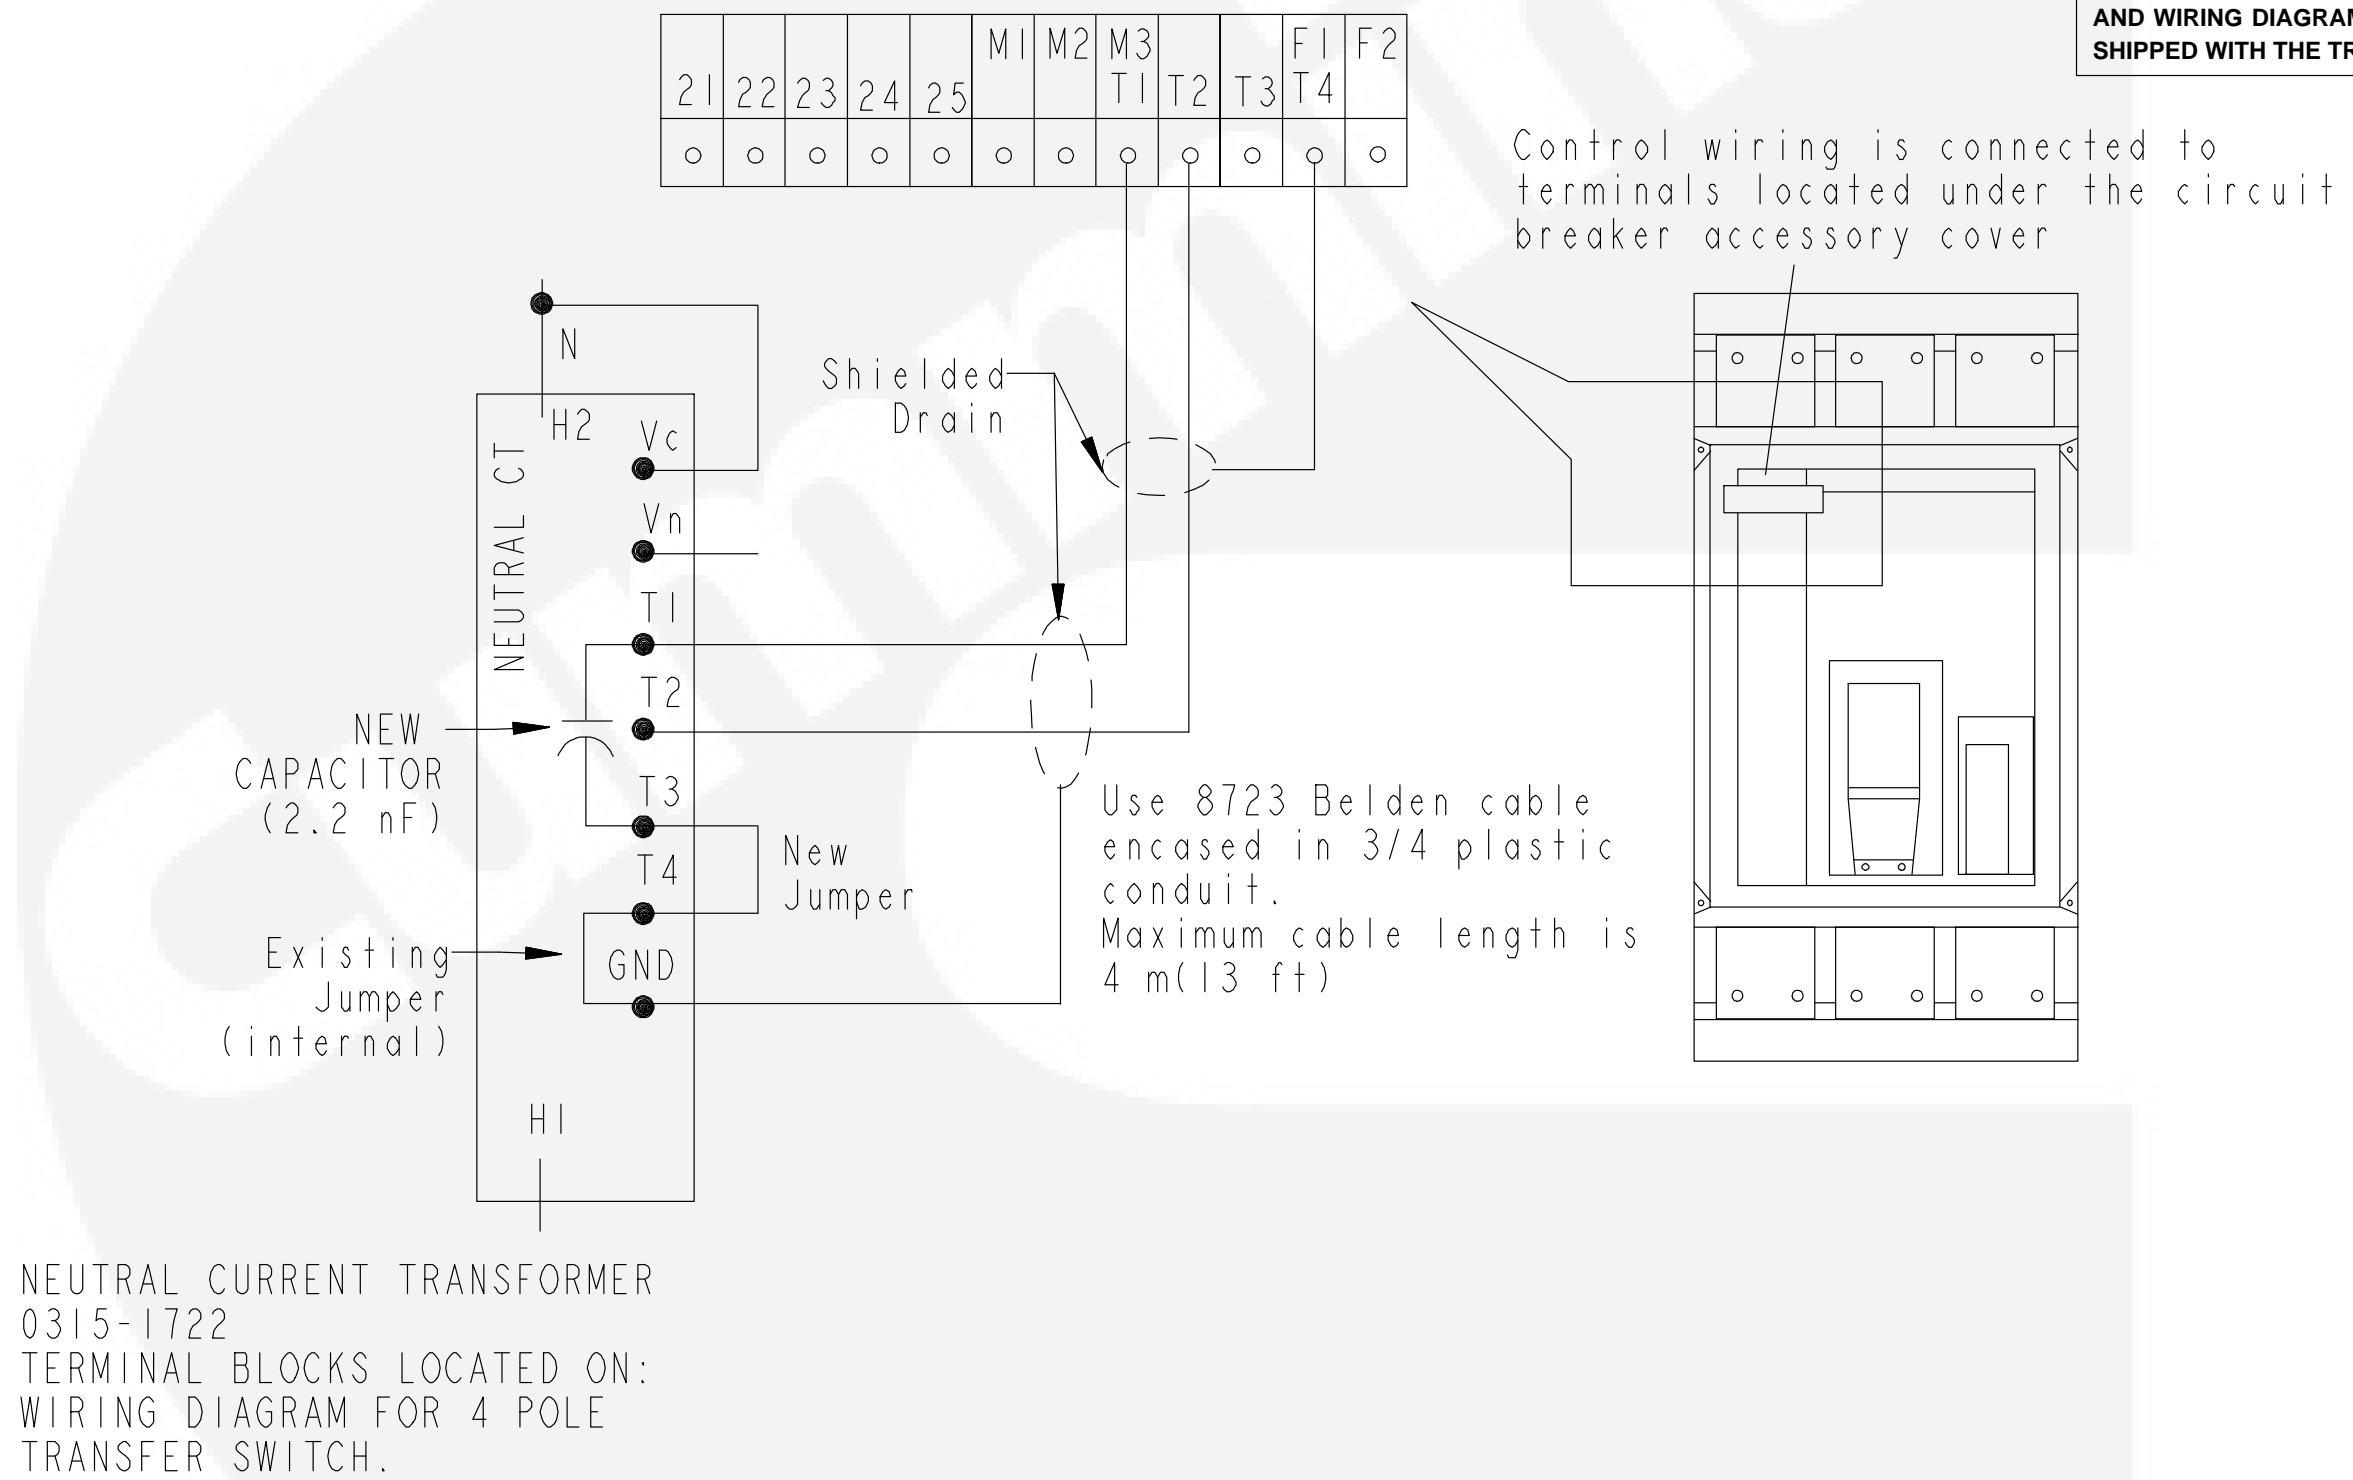 AND WIRING DIAGRAM
SHIPPED WITH THE TR
M1 M2 M3 F1 F2
21 22 23 24 25 T1 T2 T3 T4
Control wiring is connected to
terminals located under the circuit
breaker accessory cover
N
H2
NEUTRAL CT
Vc
Vn
T1
T2
T3
T4
GND
H1
Shielded
Drain
NEW
CAPACITOR
(2.2 nF)
New
Jumper
Existing
Jumper
(internal)
Use 8723 Belden cable
encased in 3/4 plastic
conduit.
Maximum cable length is
4 m(13 ft)
NEUTRAL CURRENT TRANSFORMER
0315-1722
TERMINAL BLOCKS LOCATED ON:
WIRING DIAGRAM FOR 4 POLE
TRANSFER SWITCH.